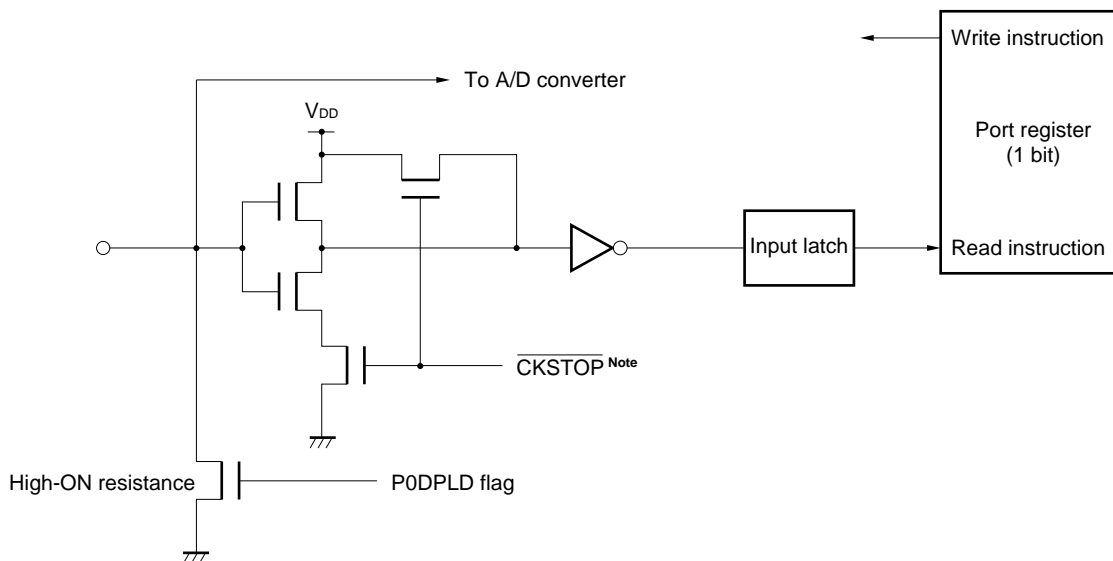 Write instruction
To A/D converter
VDD
Port register
(1 bit)
Input latch
Read instruction
CKSTOP Note
High-ON resistance
P0DPLD flag